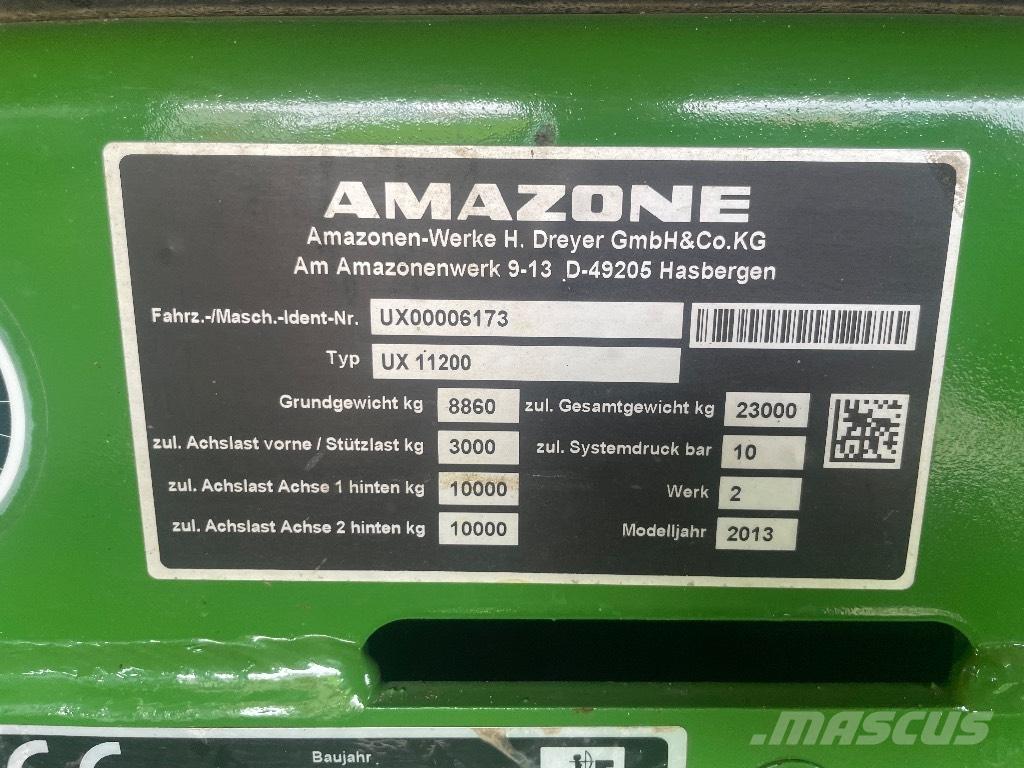 AMAZONE
Amazonen-Werke H. Dreyer GmbH&Co.KG
Am Amazonenwerk 9-13 D-49205 Hasbergen
Fahrz.-/Masch.-Ident-Nr. UX00006173
Typ UX 11200
Grundgewicht kg 8860 zul. Gesamtgewicht kg 23000
zul. Achslast vorne / Stützlast kg 3000 zul. Systemdruck bar 10
zul. Achslast Achse 1 hinten kg 10000 Werk 2
zul. Achslast Achse 2 hinten kg 10000 Modelljahr 2013
Baujahr
MASCUS